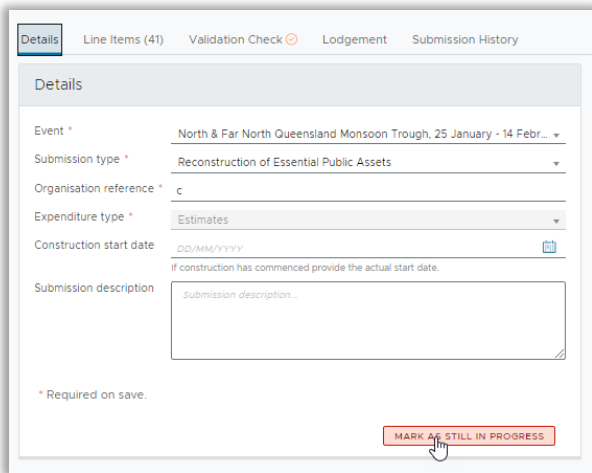 Details Line Items (41) Validation Check Lodgement Submission History
Details
Event * North & Far North Queensland Monsoon Trough, 25 January - 14 Febr...
Submission type * Reconstruction of Essential Public Assets
Organisation reference * c
Expenditure type * Estimates
Construction start date DD/MM/YYYY
If construction has commenced provide the actual start date.
Submission description Submission description...
* Required on save.
MARK AS STILL IN PROGRESS